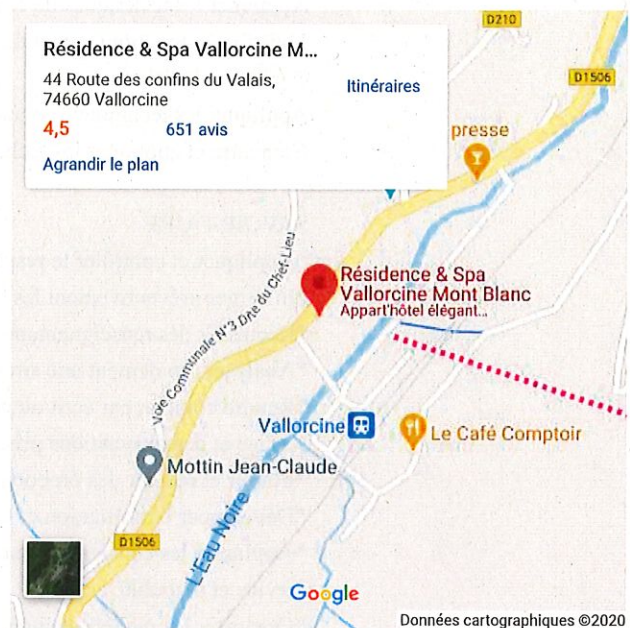 D210
Résidence & Spa Vallorcine M...
44 Route des confins du Valais,
74660 Vallorcine
Itinéraires
4,5
651 avis
Agrandir le plan
D1506
presse
Voie Communale N°3 Dite du Chef-Lieu
Résidence & Spa
Vallorcine Mont Blanc
Appart'hôtel élégant...
Vallorcine
Le Café Comptoir
Mottin Jean-Claude
L'Eau Noire
D1506
Google
Données cartographiques ©2020